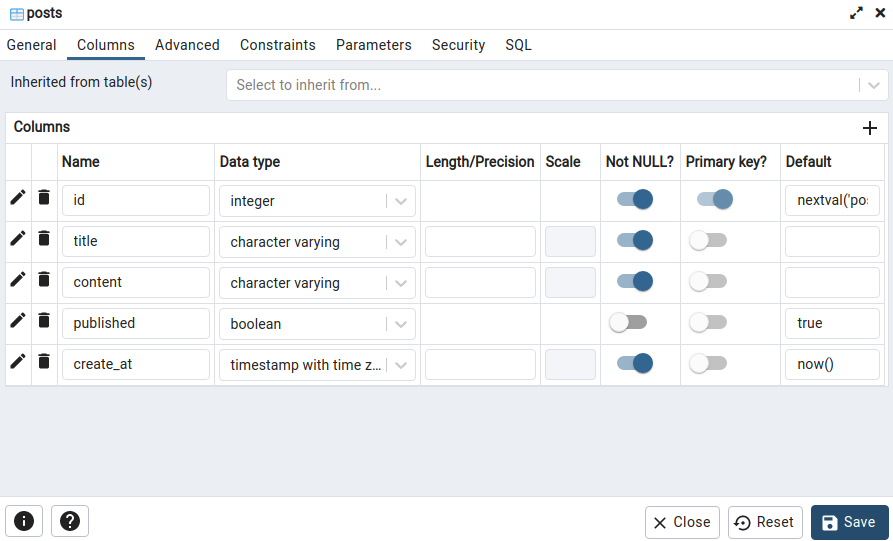 posts
General Columns Advanced Constraints Parameters Security SQL
Inherited from table(s) Select to inherit from...
Columns
Name Data type Length/Precision Scale Not NULL? Primary key? Default
id integer nextval('po
title character varying
content character varying
published boolean true
create_at timestamp with time z... now()
Close Reset Save